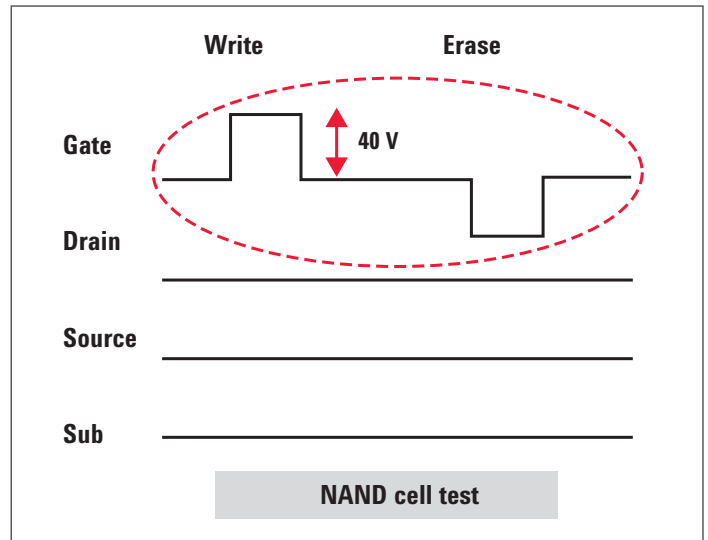 Write Erase
Gate
40 V
Drain
Source
Sub
NAND cell test